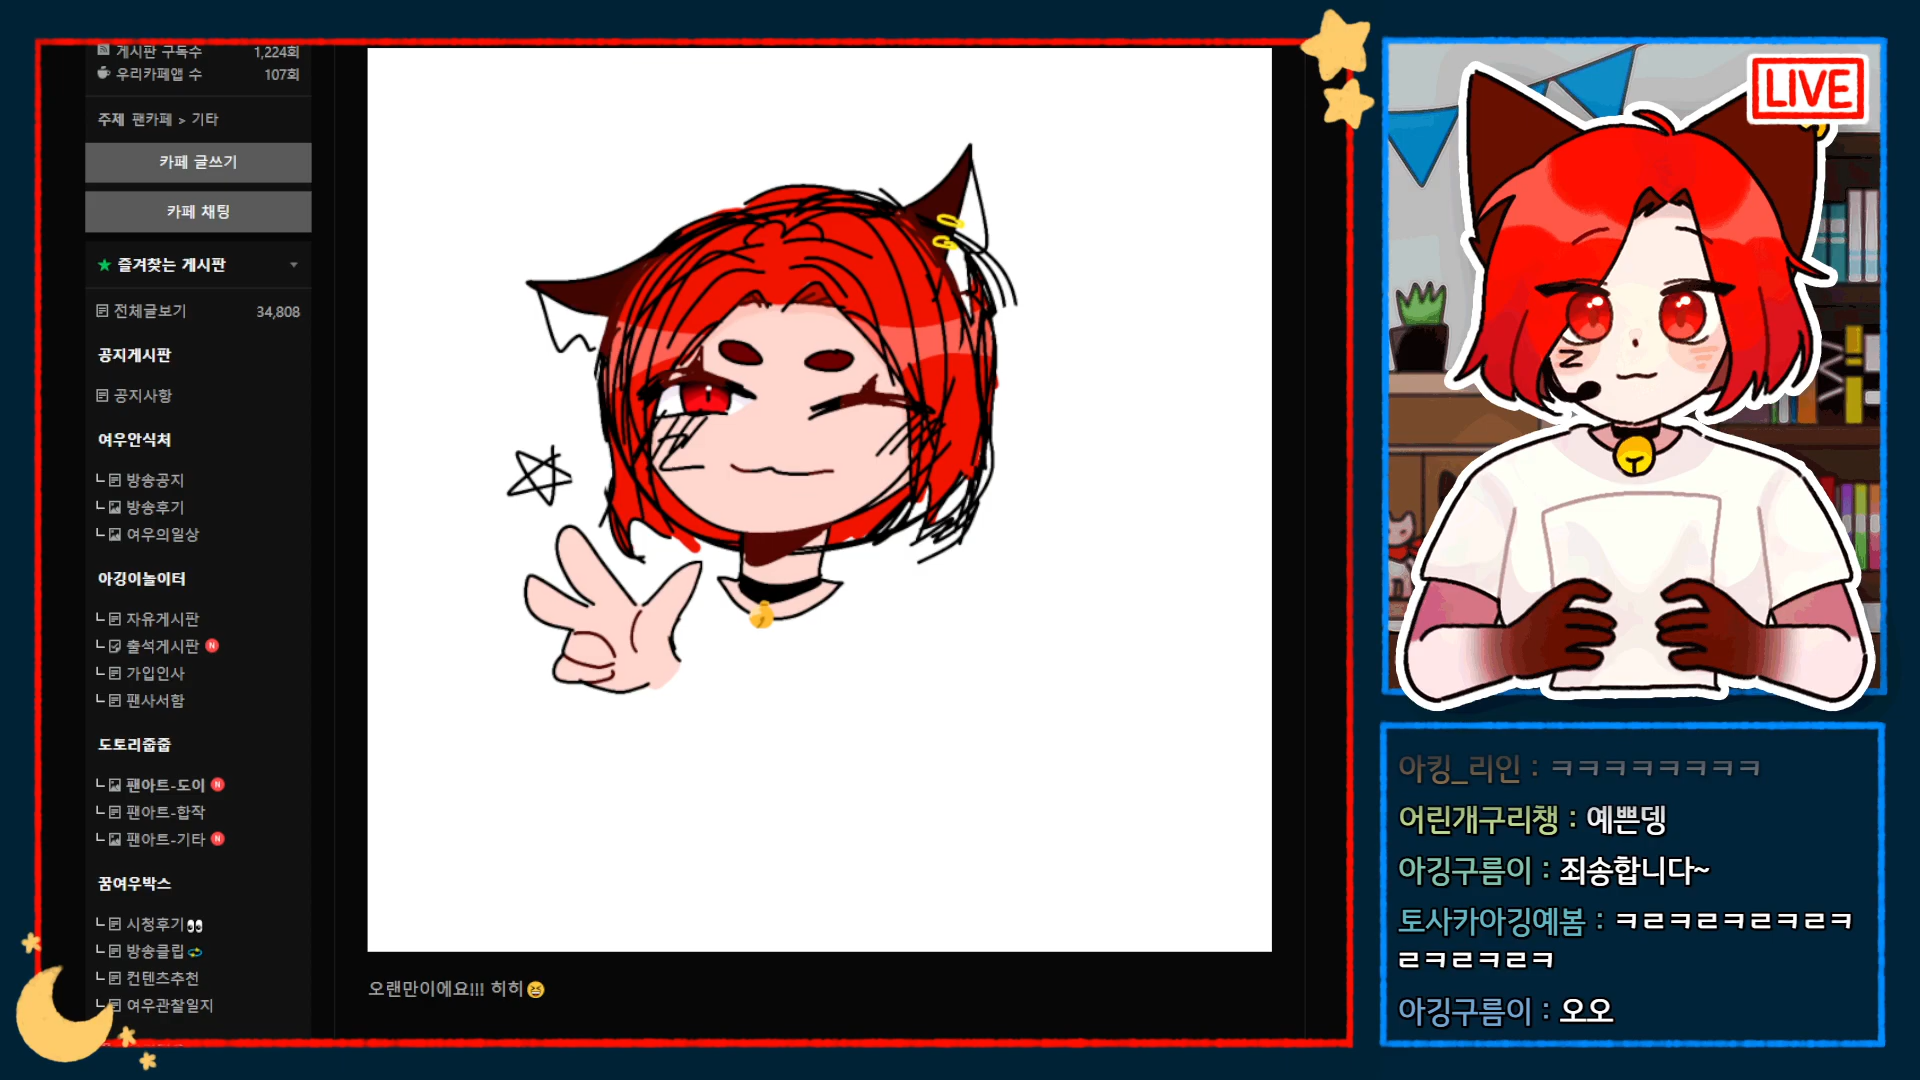 게시판 구독수 1,224회
우리카페앱 수 107회
주제 팬카페 > 기타
카페 글쓰기
카페 채팅
즐겨찾는 게시판
전체글보기 34,808
공지게시판
공지사항
여우안식처
방송공지
방송후기
여우의일상
아깅이놀이터
자유게시판
출석게시판 N
가입인사
팬사서함
도토리줍줍
팬아트-도이 N
팬아트-합작
팬아트-기타 N
꿈여우박스
시청후기
방송클립
컨텐츠추천
여우관찰일지
오랜만이에요!!! 히히
LIVE
아킹_리인 : ㅋㅋㅋㅋㅋㅋㅋㅋ
어린개구리챙 : 예쁜뎅
아깅구름이 : 죄송합니다~
토사카아깅예봄 : ㅋㄹㅋㄹㅋㄹㅋㄹㅋ
ㄹㅋㄹㅋㄹㅋ
아깅구름이 : 오오